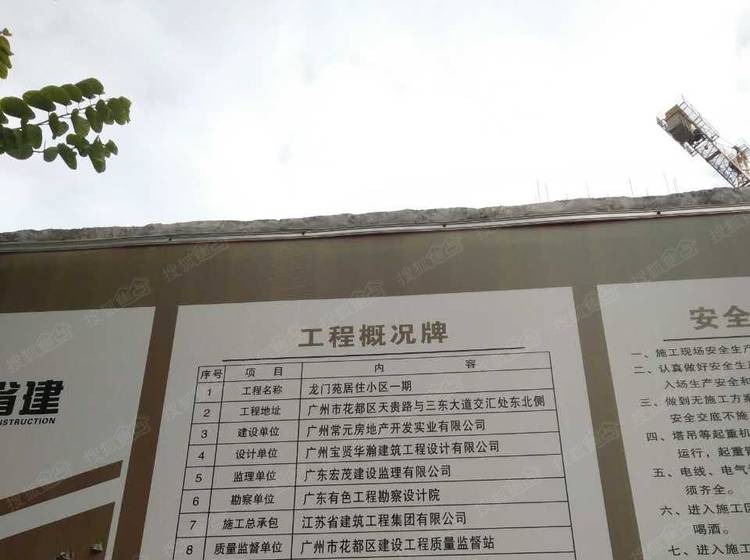 省建
CONSTRUCTION
工程概况牌
序号 项目 内容
1 工程名称 龙门苑居住小区一期
2 工程地址 广州市花都区天贵路与三东大道交汇处东北侧
3 建设单位 广州常元房地产开发实业有限公司
4 设计单位 广州宝贤华瀚建筑工程设计有限公司
5 监理单位 广东宏茂建设监理有限公司
6 勘察单位 广东有色工程勘察设计院
7 施工总承包 江苏省建筑工程集团有限公司
8 质量监督单位 广州市花都区建设工程质量监督站
安全
一、施工现场安全生产
二、认真做好安全生
入场生产安全和
三、做到无施工方案
安全交底不施
四、塔吊等起重机
运行，起重
五、电线、电气
须齐全。
六、进入施工
喝酒。
七、进入施工